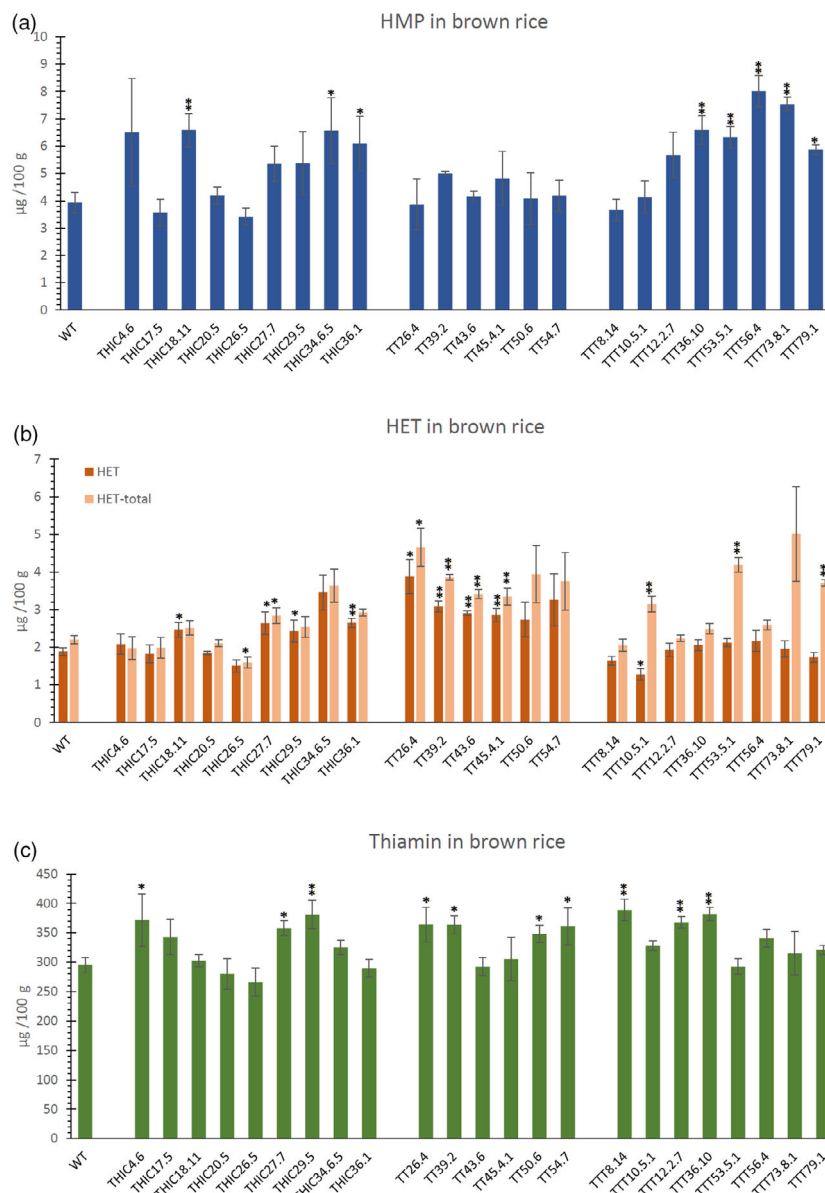 (a)
HMP in brown rice
10
9
8
7
6
5
4
3
2
1
0
µg /100 g
** * * ** ** ** ** *
WT THIC4.6 THIC17.5 THIC18.11 THIC20.5 THIC26.5 THIC27.7 THIC29.5 THIC34.6.5 THIC36.1 TT26.4 TT39.2 TT43.6 TT45.4.1 TT50.6 TT54.7 TTT8.14 TTT10.5.1 TTT12.2.7 TTT36.10 TTT53.5.1 TTT56.4 TTT73.8.1 TTT79.1
(b)
HET in brown rice
7
6
5
4
3
2
1
0
µg /100 g
HET
HET-total
* * * * * ** * * ** ** ** ** ** ** * ** ** **
WT THIC4.6 THIC17.5 THIC18.11 THIC20.5 THIC26.5 THIC27.7 THIC29.5 THIC34.6.5 THIC36.1 TT26.4 TT39.2 TT43.6 TT45.4.1 TT50.6 TT54.7 TTT8.14 TTT10.5.1 TTT12.2.7 TTT36.10 TTT53.5.1 TTT56.4 TTT73.8.1 TTT79.1
(c)
Thiamin in brown rice
450
400
350
300
250
200
150
100
50
0
µg /100 g
* * ** * * * * ** ** **
WT THIC4.6 THIC17.5 THIC18.11 THIC20.5 THIC26.5 THIC27.7 THIC29.5 THIC34.6.5 THIC36.1 TT26.4 TT39.2 TT43.6 TT45.4.1 TT50.6 TT54.7 TTT8.14 TTT10.5.1 TTT12.2.7 TTT36.10 TTT53.5.1 TTT56.4 TTT73.8.1 TTT79.1